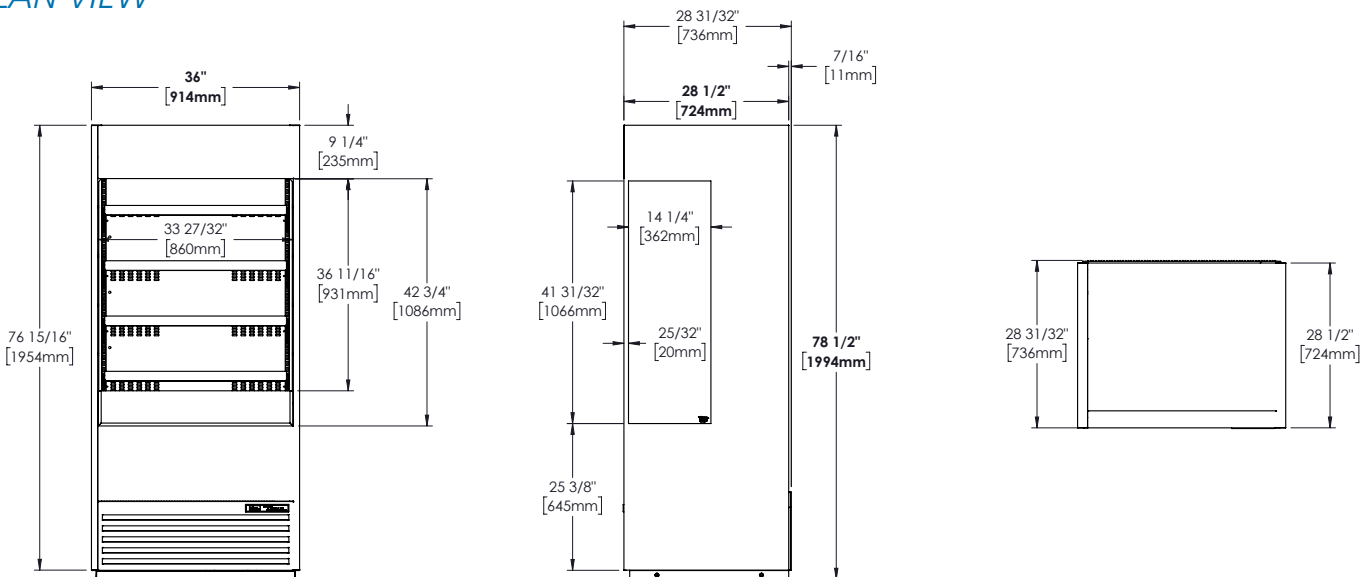 LAN VIEW
36"
[914mm]
9 1/4"
[235mm]
33 27/32"
[860mm]
36 11/16"
[931mm]
42 3/4"
[1086mm]
76 15/16"
[1954mm]
28 31/32"
[736mm]
7/16"
[11mm]
28 1/2"
[724mm]
14 1/4"
[362mm]
41 31/32"
[1066mm]
25/32"
[20mm]
78 1/2"
[1994mm]
25 3/8"
[645mm]
28 31/32"
[736mm]
28 1/2"
[724mm]